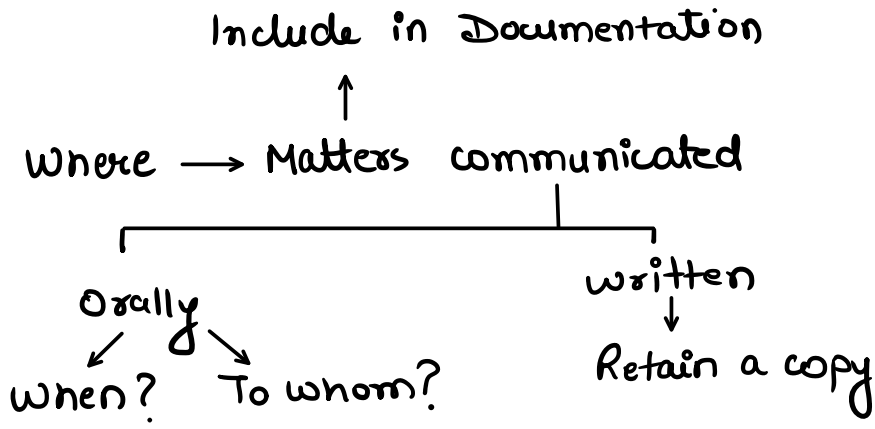 Include in Documentation
Where → Matters communicated
Orally
written
When? To whom?
Retain a copy